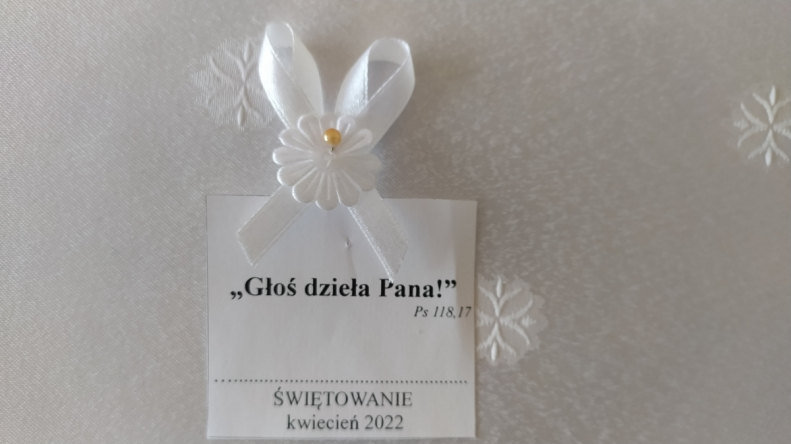 „Głoś dzieła Pana!”
Ps 118,17
ŚWIĘTOWANIE
kwiecień 2022